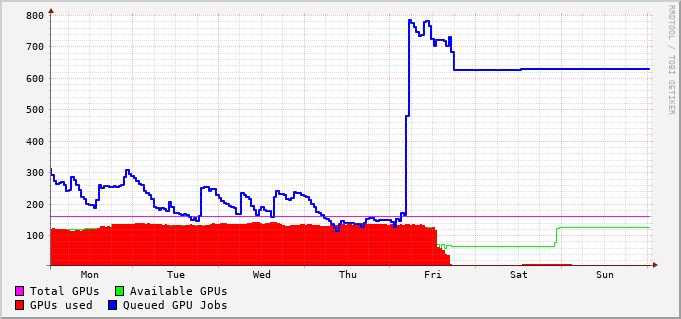 RRDTOOL / TOBI OETIKER
800
700
600
500
400
300
200
100
Mon Tue Wed Thu Fri Sat Sun
Total GPUs Available GPUs
GPUs used Queued GPU Jobs